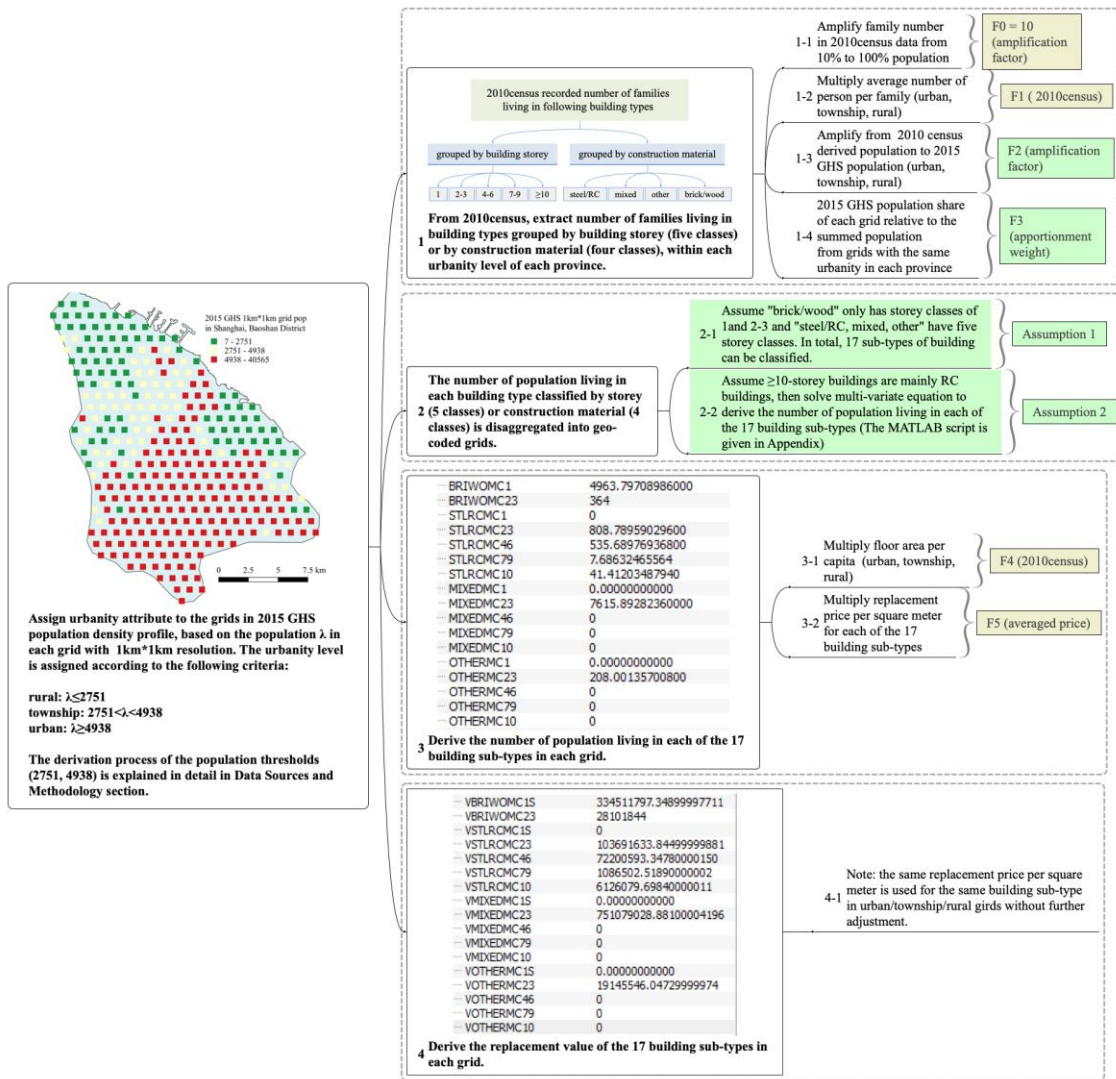 2015 GHS 1km*1km grid pop
in Shanghai, Baoshan District
7 - 2751
2751 - 4938
4938 - 40565
0 2.5 5 7.5 km
Assign urbanity attribute to the grids in 2015 GHS
population density profile, based on the population λ in
each grid with 1km*1km resolution. The urbanity level
is assigned according to the following criteria:
rural: λ≤2751
township: 2751<λ<4938
urban: λ≥4938
The derivation process of the population thresholds
(2751, 4938) is explained in detail in Data Sources and
Methodology section.
2010census recorded number of families
living in following building types
grouped by building storey
grouped by construction material
1 2-3 4-6 7-9 ≥10
steel/RC mixed other brick/wood
From 2010census, extract number of families living in
building types grouped by building storey (five classes)
1 or by construction material (four classes), within each
urbanity level of each province.
Amplify family number
1-1 in 2010census data from
10% to 100% population
F0 = 10
(amplification
factor)
Multiply average number of
1-2 person per family (urban,
township, rural)
F1 ( 2010census)
Amplify from 2010 census
1-3 derived population to 2015
GHS population (urban,
township, rural)
F2 (amplification
factor)
2015 GHS population share
of each grid relative to the
1-4 summed population
from grids with the same
urbanity in each province
F3
(apportionment
weight)
The number of population living in
each building type classified by storey
2 (5 classes) or construction material (4
classes) is disaggregated into geo-
coded grids.
Assume "brick/wood" only has storey classes of
2-1 1and 2-3 and "steel/RC, mixed, other" have five
storey classes. In total, 17 sub-types of building
can be classified.
Assumption 1
Assume ≥10-storey buildings are mainly RC
buildings, then solve multi-variate equation to
2-2 derive the number of population living in each of
the 17 building sub-types (The MATLAB script is
given in Appendix)
Assumption 2
BRIWOMC1 4963.79708986000
BRIWOMC23 364
STLRCMC1 0
STLRCMC23 808.78959029600
STLRCMC46 535.68976936800
STLRCMC79 7.68632465564
STLRCMC10 41.41203487940
MIXEDMC1 0.00000000000
MIXEDMC23 7615.89282360000
MIXEDMC46 0
MIXEDMC79 0
MIXEDMC10 0
OTHERMC1 0.00000000000
OTHERMC23 208.00135700800
OTHERMC46 0
OTHERMC79 0
OTHERMC10 0
3 Derive the number of population living in each of the 17
building sub-types in each grid.
Multiply floor area per
3-1 capita (urban, township,
rural)
F4 (2010census)
Multiply replacement
3-2 price per square meter
for each of the 17
building sub-types
F5 (averaged price)
VBRIWOMC1S 334511797.34899997711
VBRIWOMC23 28101844
VSTLRCMC1S 0
VSTLRCMC23 103691633.84499999881
VSTLRCMC46 72200593.34780000150
VSTLRCMC79 1086502.51890000002
VSTLRCMC10 6126079.69840000011
VMIXEDMC1S 0.00000000000
VMIXEDMC23 751079028.88100004196
VMIXEDMC46 0
VMIXEDMC79 0
VMIXEDMC10 0
VOTHERMC1S 0.00000000000
VOTHERMC23 19145546.04729999974
VOTHERMC46 0
VOTHERMC79 0
VOTHERMC10 0
4 Derive the replacement value of the 17 building sub-types in
each grid.
Note: the same replacement price per square
4-1 meter is used for the same building sub-type
in urban/township/rural girds without further
adjustment.